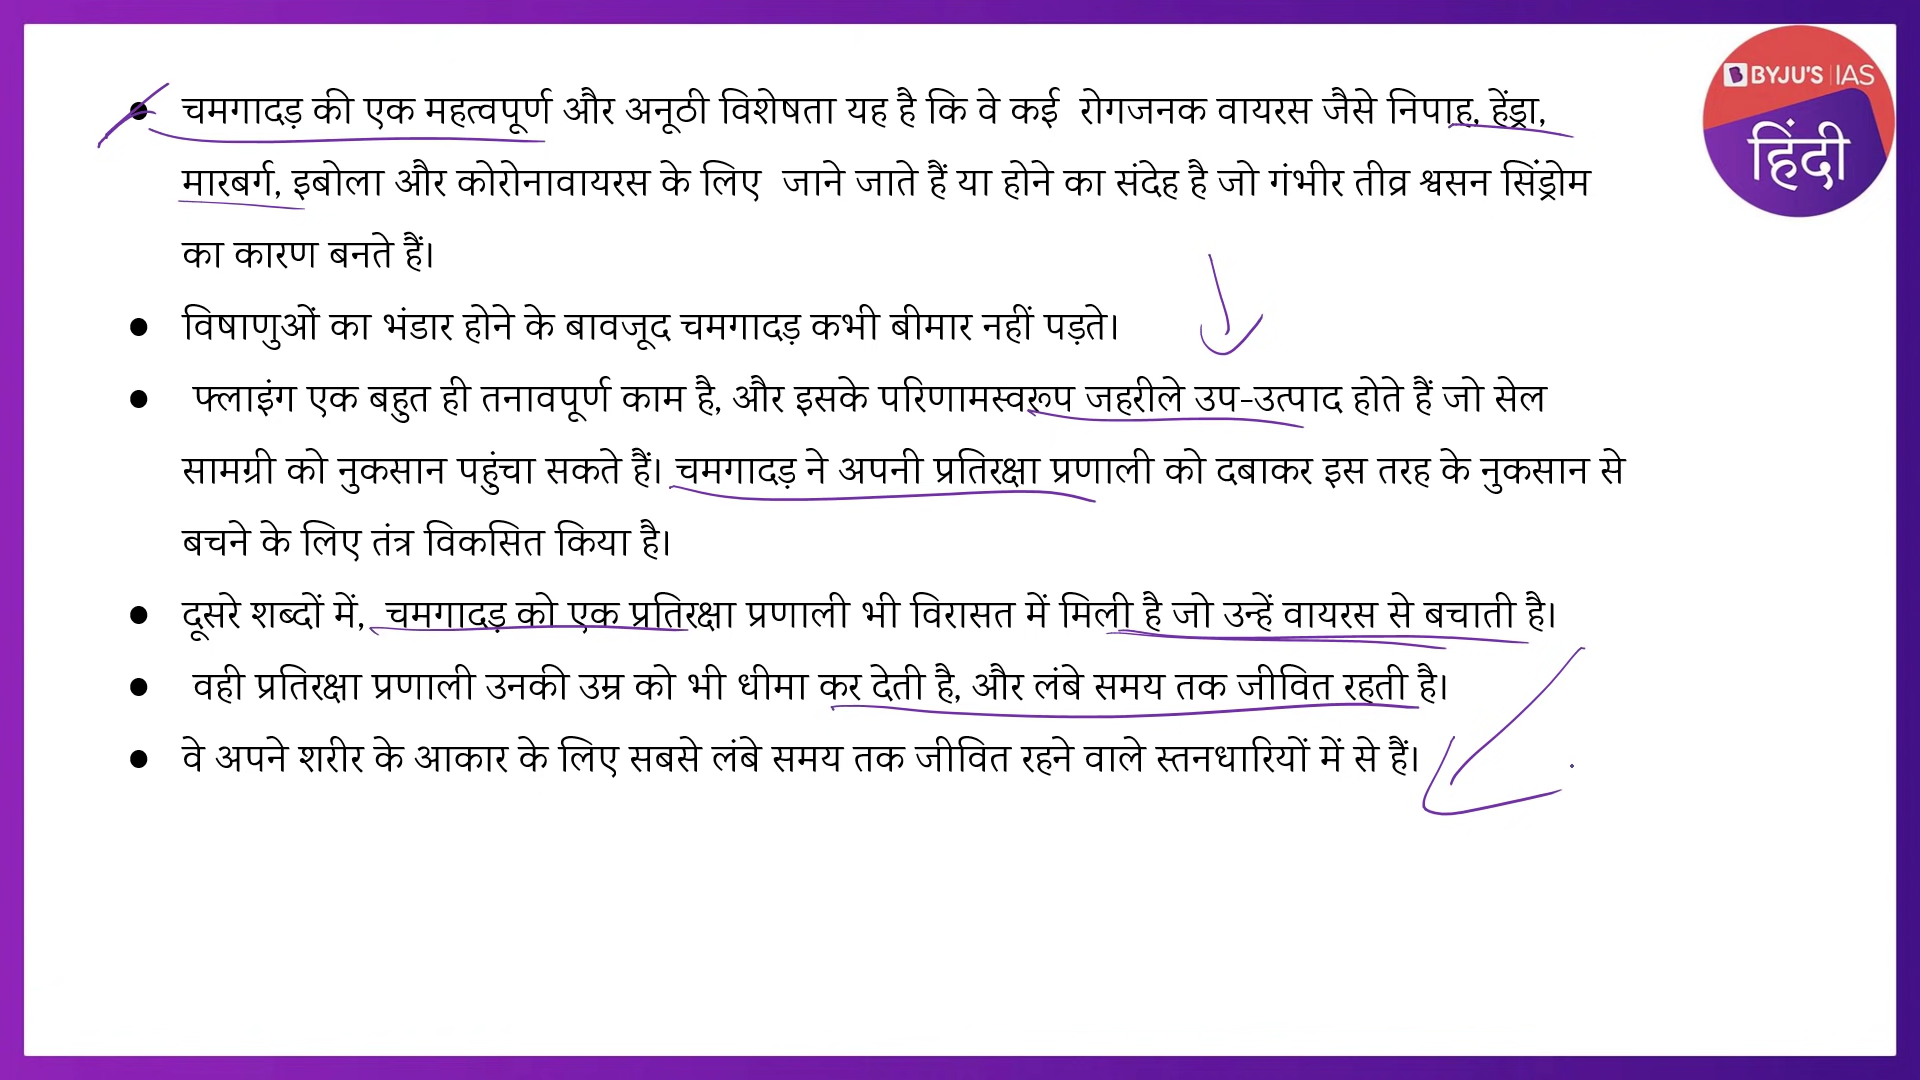 ● चमगादड़ की एक महत्वपूर्ण और अनूठी विशेषता यह है कि वे कई रोगजनक वायरस जैसे निपाह, हेंड्रा,
मारबर्ग, इबोला और कोरोनावायरस के लिए जाने जाते हैं या होने का संदेह है जो गंभीर तीव्र श्वसन सिंड्रोम
का कारण बनते हैं।
● विषाणुओं का भंडार होने के बावजूद चमगादड़ कभी बीमार नहीं पड़ते।
● फ्लाइंग एक बहुत ही तनावपूर्ण काम है, और इसके परिणामस्वरूप जहरीले उप-उत्पाद होते हैं जो सेल
सामग्री को नुकसान पहुंचा सकते हैं। चमगादड़ ने अपनी प्रतिरक्षा प्रणाली को दबाकर इस तरह के नुकसान से
बचने के लिए तंत्र विकसित किया है।
● दूसरे शब्दों में, चमगादड़ को एक प्रतिरक्षा प्रणाली भी विरासत में मिली है जो उन्हें वायरस से बचाती है।
● वही प्रतिरक्षा प्रणाली उनकी उम्र को भी धीमा कर देती है, और लंबे समय तक जीवित रहती है।
● वे अपने शरीर के आकार के लिए सबसे लंबे समय तक जीवित रहने वाले स्तनधारियों में से हैं।
BYJU'S IAS
हिंदी